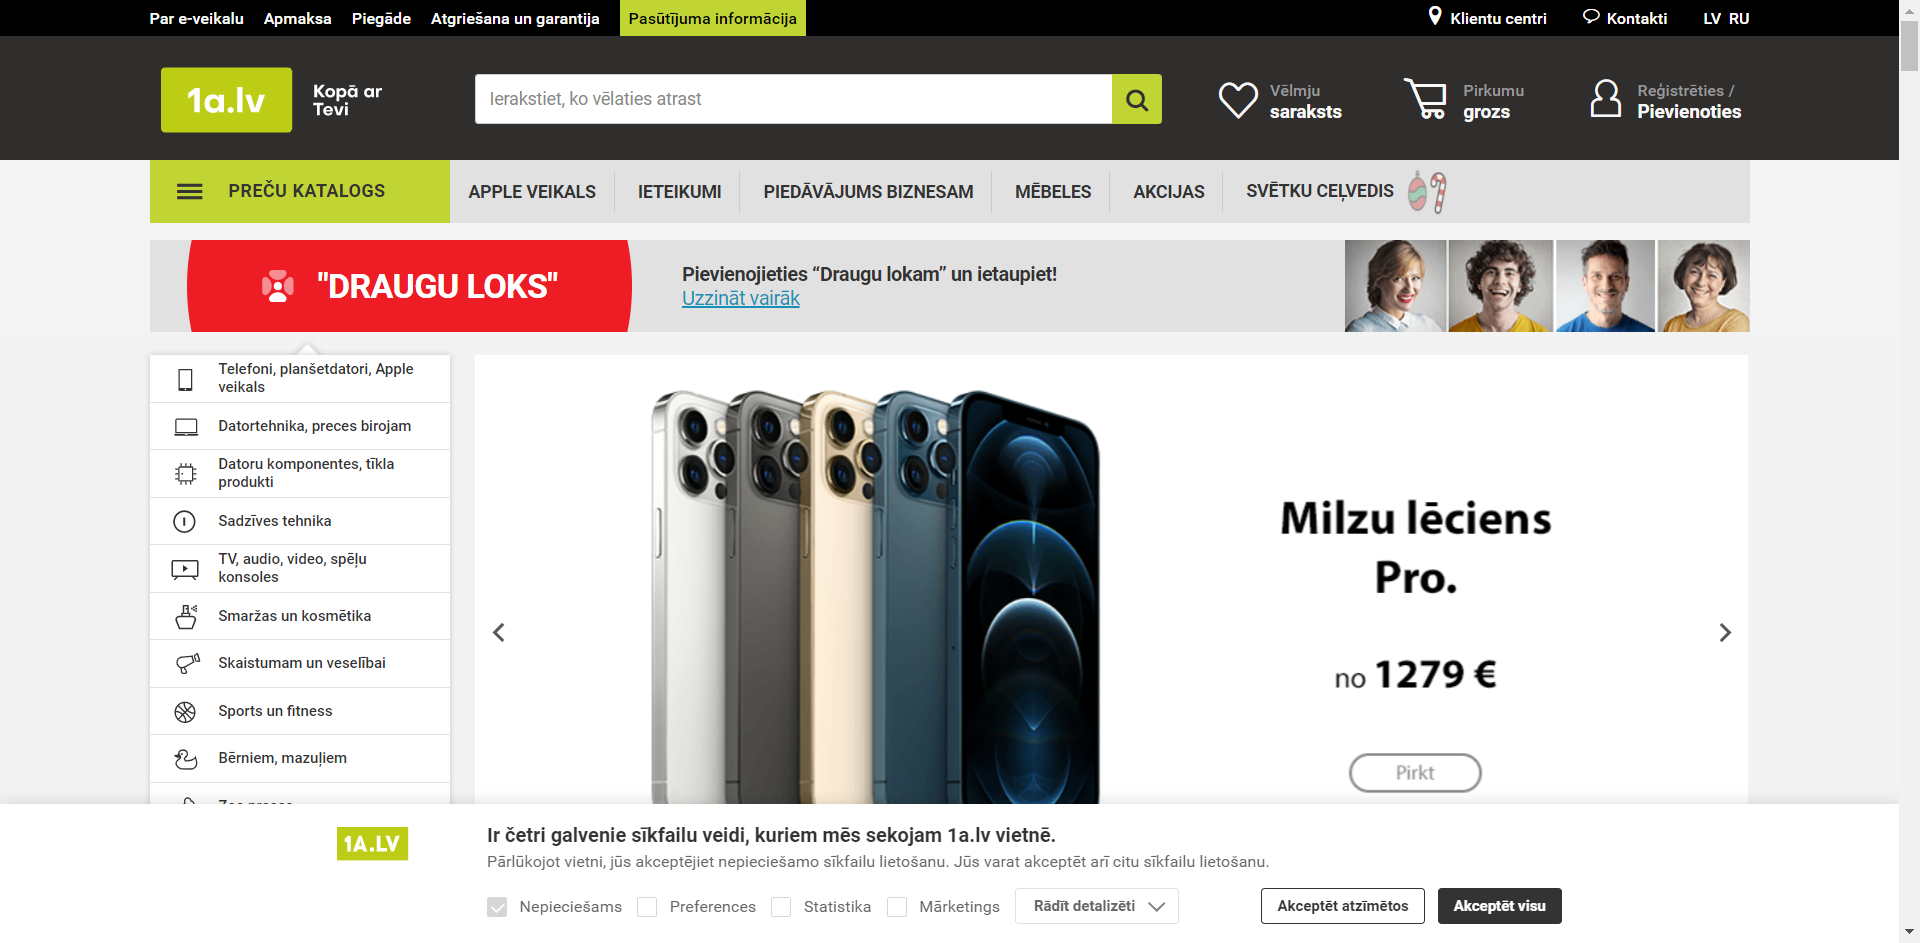 Par e-veikalu Apmaksa Piegāde Atgriešana un garantija Pasūtījuma informācija Klientu centri Kontakti LV RU
1a.lv Kopā ar
Tevi
Ierakstiet, ko vēlaties atrast
Vēlmju
saraksts
Pirkumu
grozs
Reģistrēties /
Pievienoties
PREČU KATALOGS APPLE VEIKALS IETEIKUMI PIEDĀVĀJUMS BIZNESAM MĒBELES AKCIJAS SVĒTKU CEĻVEDIS
"DRAUGU LOKS"
Pievienojieties “Draugu lokam” un ietaupiet!
Uzzināt vairāk
Telefoni, planšetdatori, Apple
veikals
Datortehnika, preces birojam
Datoru komponentes, tīkla
produkti
Sadzīves tehnika
TV, audio, video, spēļu
konsoles
Smaržas un kosmētika
Skaistumam un veselībai
Sports un fitness
Bērniem, mazuļiem
Milzu lēciens
Pro.
no 1279 €
Pirkt
1A.LV
Ir četri galvenie sīkfailu veidi, kuriem mēs sekojam 1a.lv vietnē.
Pārlūkojot vietni, jūs akceptējiet nepieciešamo sīkfailu lietošanu. Jūs varat akceptēt arī citu sīkfailu lietošanu.
Nepieciešams Preferences Statistika Mārketings Rādīt detalizēti Akceptēt atzīmētos Akceptēt visu